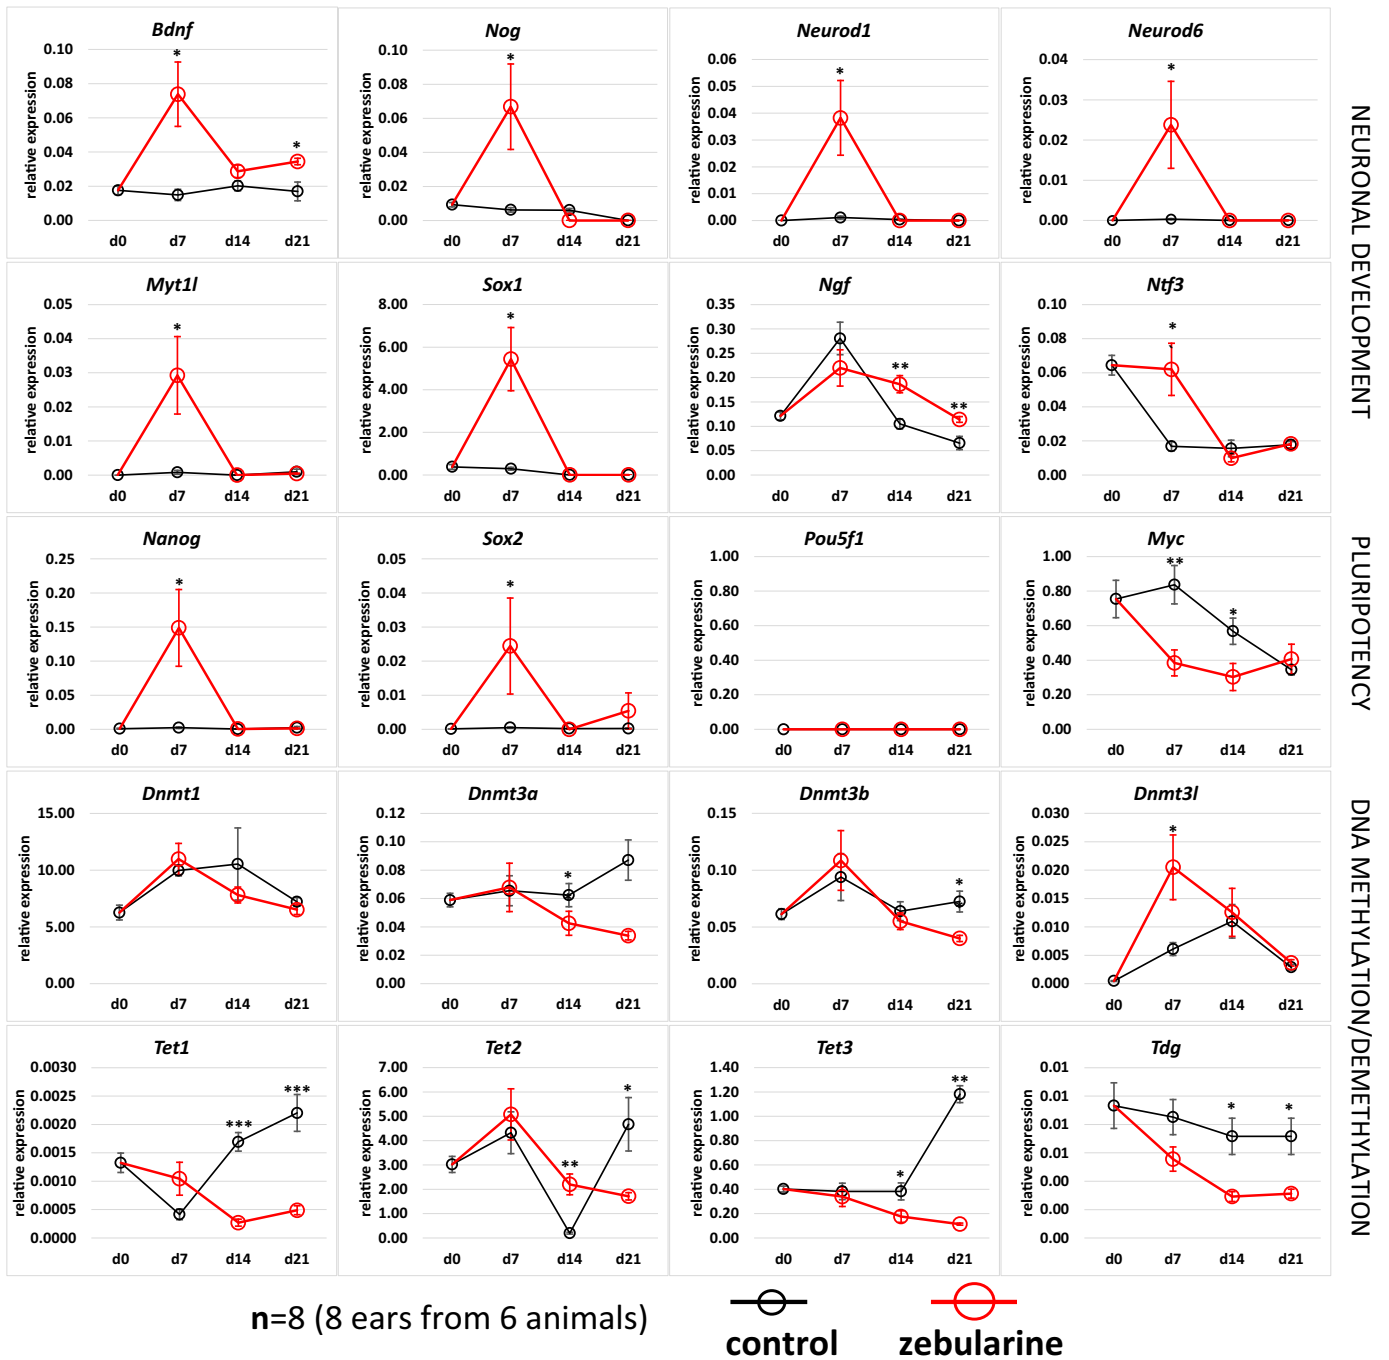 Bdnf
relative expression
0.10
0.08
0.06
0.04
0.02
0.00
*
*
d0 d7 d14 d21
Nog
relative expression
0.10
0.08
0.06
0.04
0.02
0.00
*
d0 d7 d14 d21
Neurod1
relative expression
0.06
0.05
0.04
0.03
0.02
0.01
0.00
*
d0 d7 d14 d21
Neurod6
relative expression
0.04
0.03
0.02
0.01
0.00
*
d0 d7 d14 d21
NEURONAL DEVELOPMENT
Myt1l
relative expression
0.05
0.04
0.03
0.02
0.01
0.00
*
d0 d7 d14 d21
Sox1
relative expression
8.00
6.00
4.00
2.00
0.00
*
d0 d7 d14 d21
Ngf
relative expression
0.35
0.30
0.25
0.20
0.15
0.10
0.05
0.00
**
**
d0 d7 d14 d21
Ntf3
relative expression
0.10
0.08
0.06
0.04
0.02
0.00
*
d0 d7 d14 d21
Nanog
relative expression
0.25
0.20
0.15
0.10
0.05
0.00
*
d0 d7 d14 d21
Sox2
relative expression
0.05
0.04
0.03
0.02
0.01
0.00
*
d0 d7 d14 d21
Pou5f1
relative expression
1.00
0.80
0.60
0.40
0.20
0.00
d0 d7 d14 d21
Myc
relative expression
1.00
0.80
0.60
0.40
0.20
0.00
**
*
d0 d7 d14 d21
PLURIPOTENCY
Dnmt1
relative expression
15.00
10.00
5.00
0.00
d0 d7 d14 d21
Dnmt3a
relative expression
0.12
0.10
0.08
0.06
0.04
0.02
0.00
*
d0 d7 d14 d21
Dnmt3b
relative expression
0.15
0.10
0.05
0.00
*
d0 d7 d14 d21
Dnmt3l
relative expression
0.030
0.025
0.020
0.015
0.010
0.005
0.000
*
d0 d7 d14 d21
DNA METHYLATION/DEMETHYLATION
Tet1
relative expression
0.0030
0.0025
0.0020
0.0015
0.0010
0.0005
0.0000
***
***
d0 d7 d14 d21
Tet2
relative expression
7.00
6.00
5.00
4.00
3.00
2.00
1.00
0.00
**
*
d0 d7 d14 d21
Tet3
relative expression
1.40
1.20
1.00
0.80
0.60
0.40
0.20
0.00
*
**
d0 d7 d14 d21
Tdg
relative expression
0.01
0.01
0.01
0.01
0.00
0.00
0.00
*
*
d0 d7 d14 d21
n=8 (8 ears from 6 animals)
control zebularine